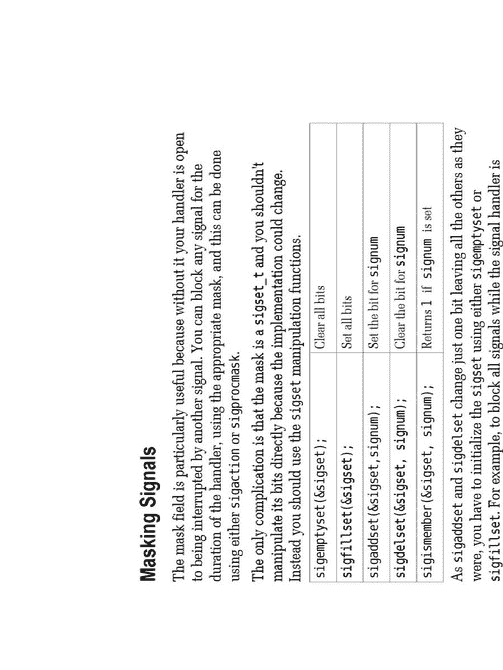 Masking Signals
The mask field is particularly useful because without it your handler is open
to being interrupted by another signal. You can block any signal for the
duration of the handler, using the appropriate mask, and this can be done
using either sigaction or sigprocmask.
The only complication is that the mask is a sigset_t and you shouldn't
manipulate its bits directly because the implementation could change.
Instead you should use the sigset manipulation functions.
sigemptyset(&sigset); Clear all bits
sigfillset(&sigset); Set all bits
sigaddset(&sigset,signum); Set the bit for signum
sigdelset(&sigset, signum); Clear the bit for signum
sigismember(&sigset, signum); Returns 1 if signum is set
As sigaddset and sigdelset change just one bit leaving all the others as they
were, you have to initialize the sigset using either sigemptyset or
sigfillset. For example, to block all signals while the signal handler is